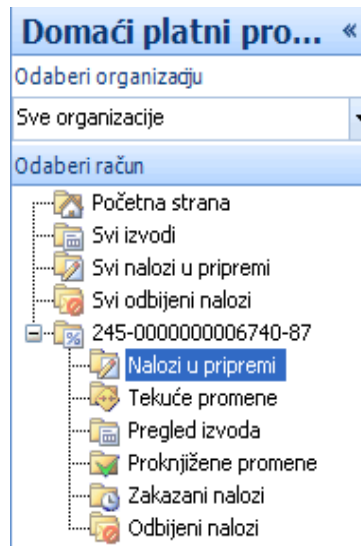 Domaći platni pro... «
Odaberi organizaciju
Sve organizacije
Odaberi račun
Početna strana
Svi izvodi
Svi nalozi u pripremi
Svi odbijeni nalozi
245-0000000006740-87
Nalozi u pripremi
Tekuće promene
Pregled izvoda
Proknjižene promene
Zakazani nalozi
Odbijeni nalozi